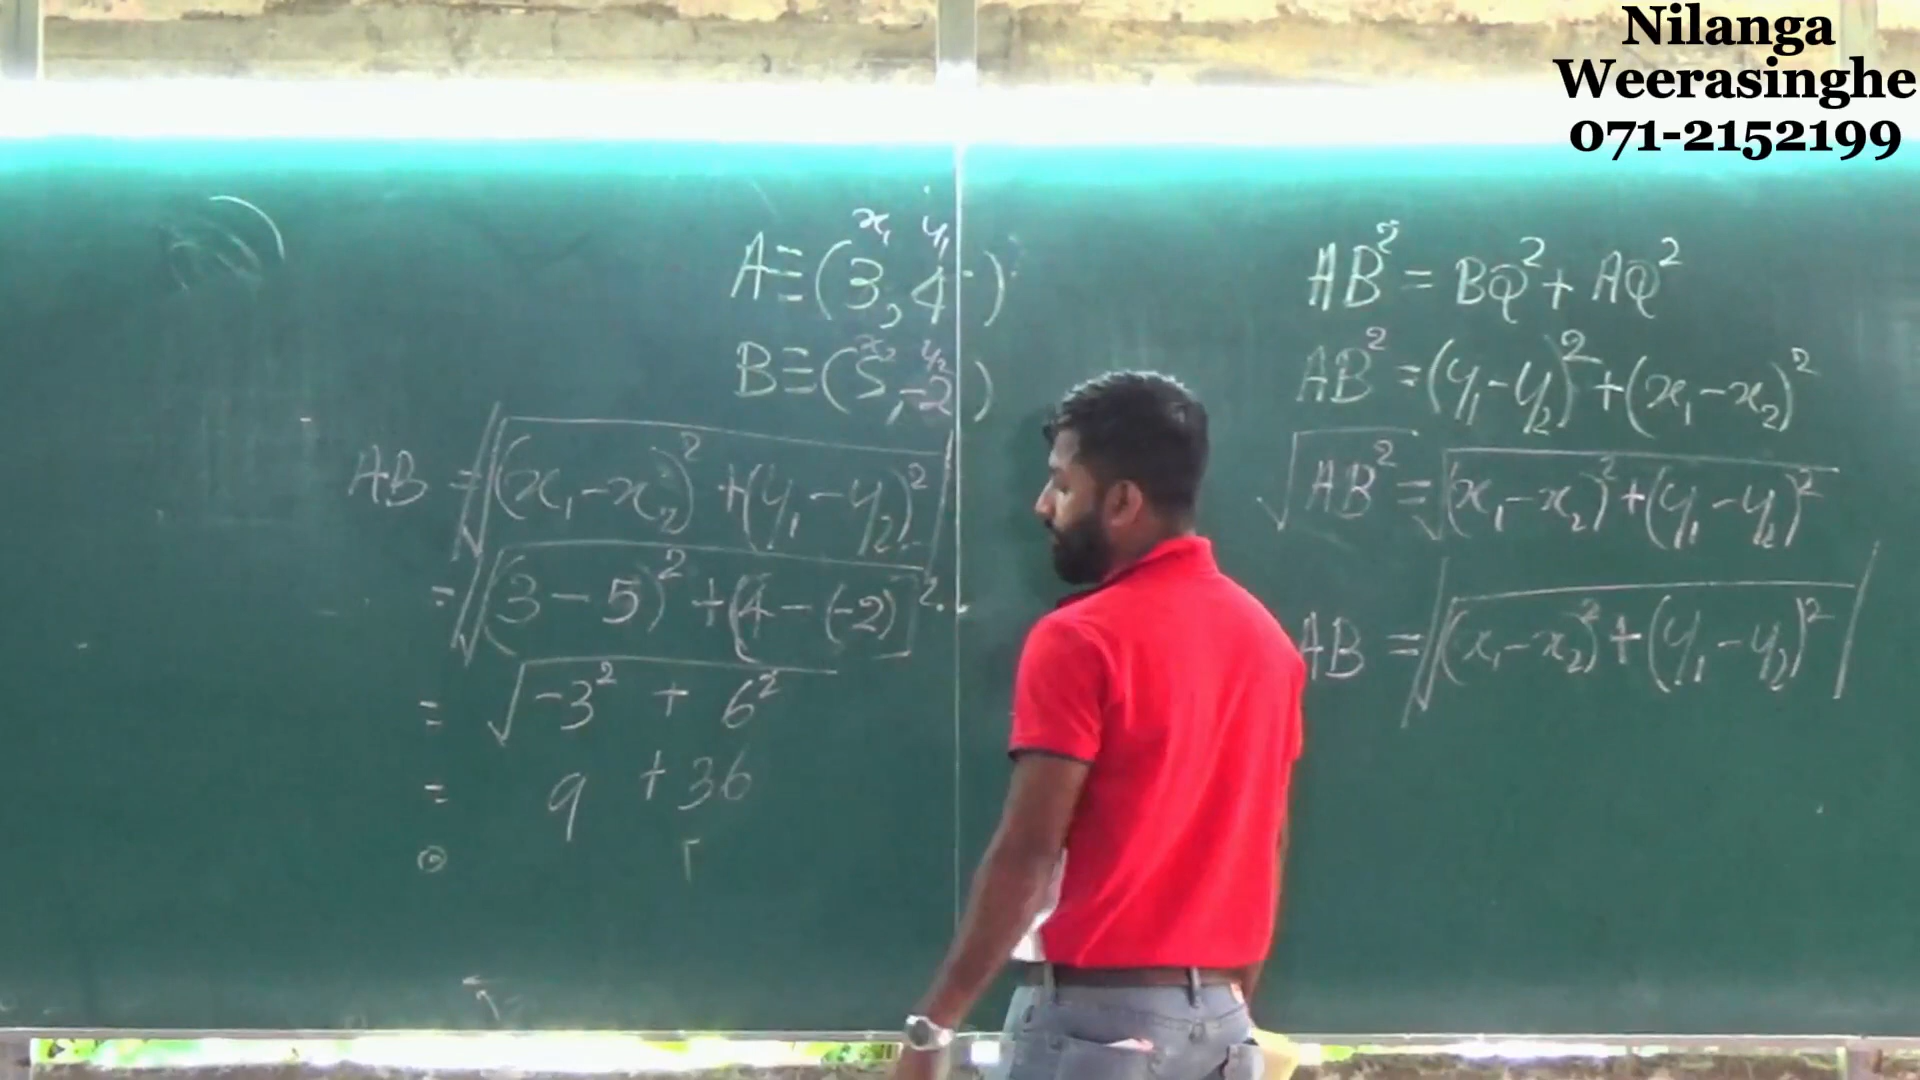 Nilanga
Weerasinghe
071-2152199
x₁ y₁
A≡(3,4)
x₂ y₂
B≡(5,-2)
AB = √(x₁-x₂)² + (y₁-y₂)²
= √(3-5)² + [4-(-2)]²
= √-3² + 6²
= 9 + 36
AB² = BQ² + AQ²
AB² = (y₁-y₂)² + (x₁-x₂)²
√AB² = √(x₁-x₂)² + (y₁-y₂)²
AB = √(x₁-x₂)² + (y₁-y₂)²